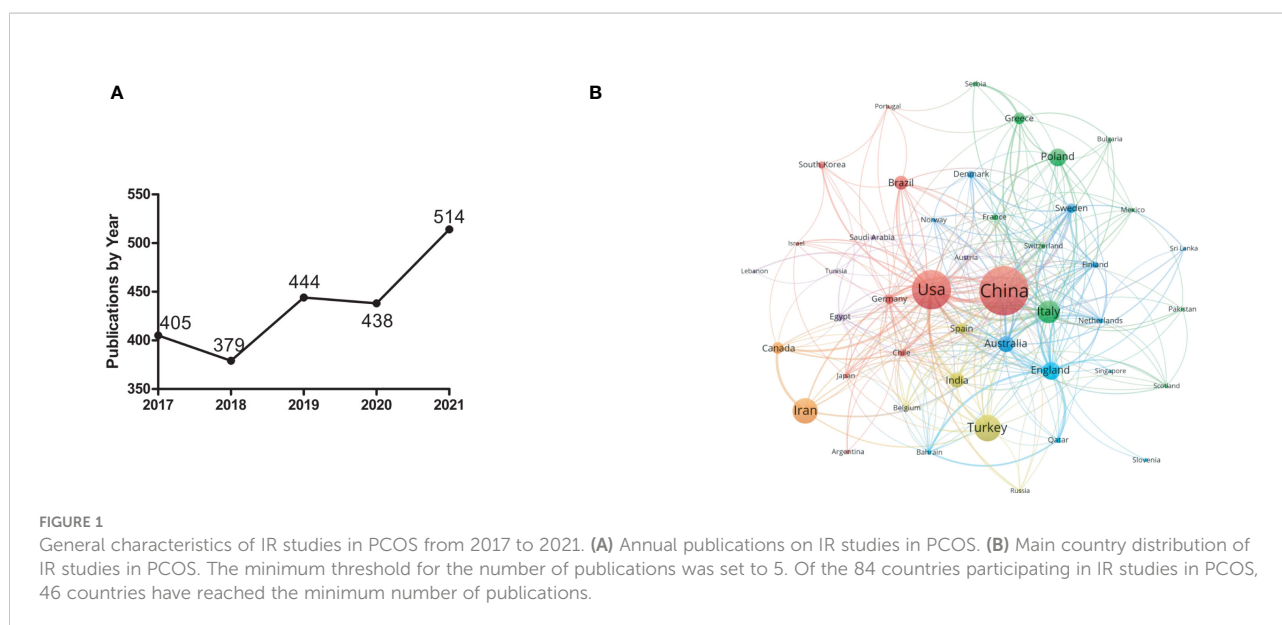 A
B
Publications by Year
550
500
450
400
350
405
379
444
438
514
2017
2018
2019
2020
2021
Serbia
Portugal
Greece
Bulgaria
South Korea
Poland
Brazil
Denmark
Norway
France
Sweden
Mexico
Israel
Saudi Arabia
Switzerland
Sri Lanka
Lebanon
Tunisia
Austria
Finland
Usa
China
Germany
Egypt
Italy
Netherlands
Pakistan
Spain
Canada
Chile
Australia
Japan
India
England
Singapore
Scotland
Iran
Belgium
Turkey
Argentina
Bahrain
Qatar
Slovenia
Russia
FIGURE 1
General characteristics of IR studies in PCOS from 2017 to 2021. (A) Annual publications on IR studies in PCOS. (B) Main country distribution of
IR studies in PCOS. The minimum threshold for the number of publications was set to 5. Of the 84 countries participating in IR studies in PCOS,
46 countries have reached the minimum number of publications.